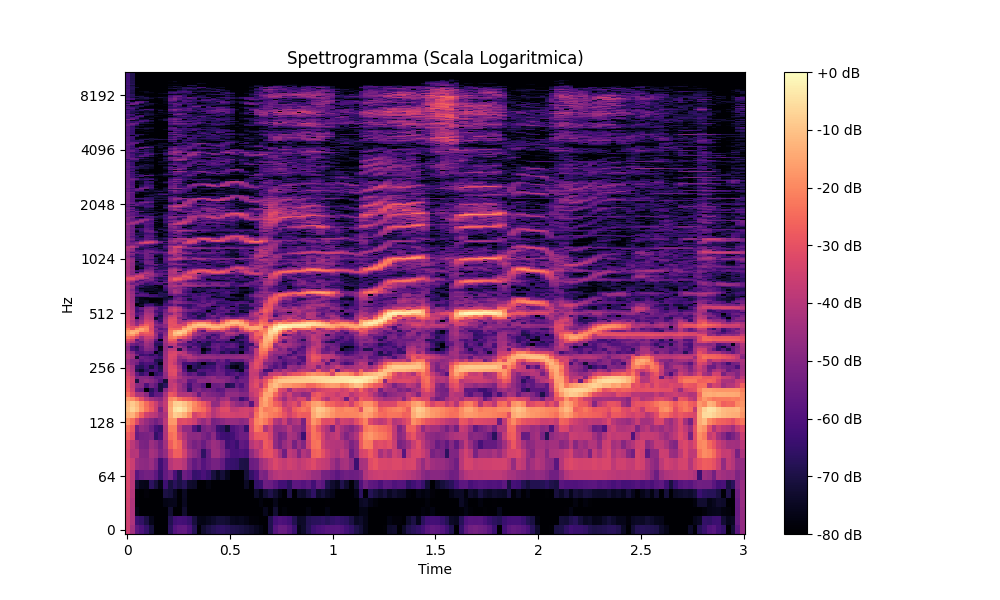 Spettrogramma (Scala Logaritmica)
Hz
8192
4096
2048
1024
512
256
128
64
0
0 0.5 1 1.5 2 2.5 3
Time
+0 dB
-10 dB
-20 dB
-30 dB
-40 dB
-50 dB
-60 dB
-70 dB
-80 dB